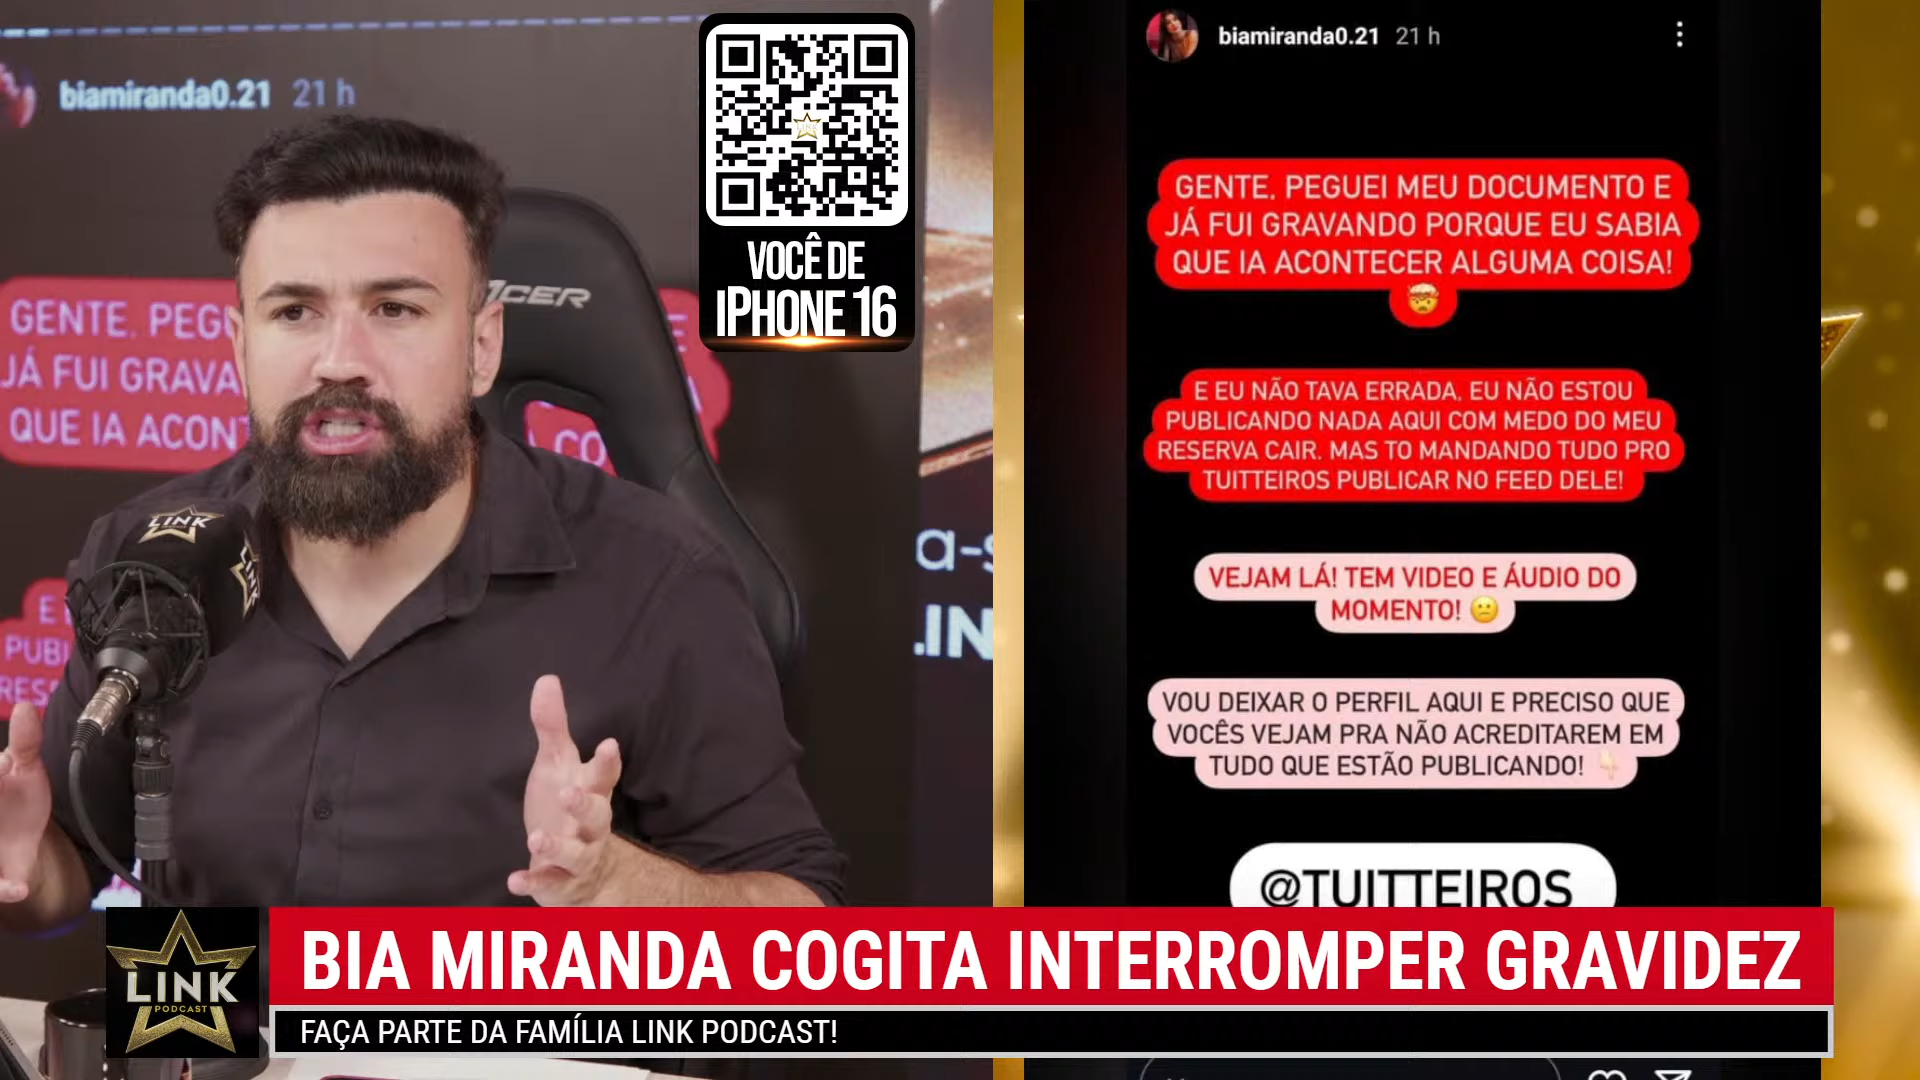 biamiranda0.21 21 h
GENTE, PEGU
JÁ FUI GRAVA
QUE IA ACONT
E
PUBL
RESE
LINK
VOCÊ DE
IPHONE 16
a-s
.IN
biamiranda0.21 21 h
GENTE, PEGUEI MEU DOCUMENTO E
JÁ FUI GRAVANDO PORQUE EU SABIA
QUE IA ACONTECER ALGUMA COISA!
🤯
E EU NÃO TAVA ERRADA, EU NÃO ESTOU
PUBLICANDO NADA AQUI COM MEDO DO MEU
RESERVA CAIR. MAS TO MANDANDO TUDO PRO
TUITTEIROS PUBLICAR NO FEED DELE!
VEJAM LÁ! TEM VIDEO E ÁUDIO DO
MOMENTO! 😕
VOU DEIXAR O PERFIL AQUI E PRECISO QUE
VOCÊS VEJAM PRA NÃO ACREDITAREM EM
TUDO QUE ESTÃO PUBLICANDO! 👇🏻
@TUITTEIROS
LINK
PODCAST
BIA MIRANDA COGITA INTERROMPER GRAVIDEZ
FAÇA PARTE DA FAMÍLIA LINK PODCAST!